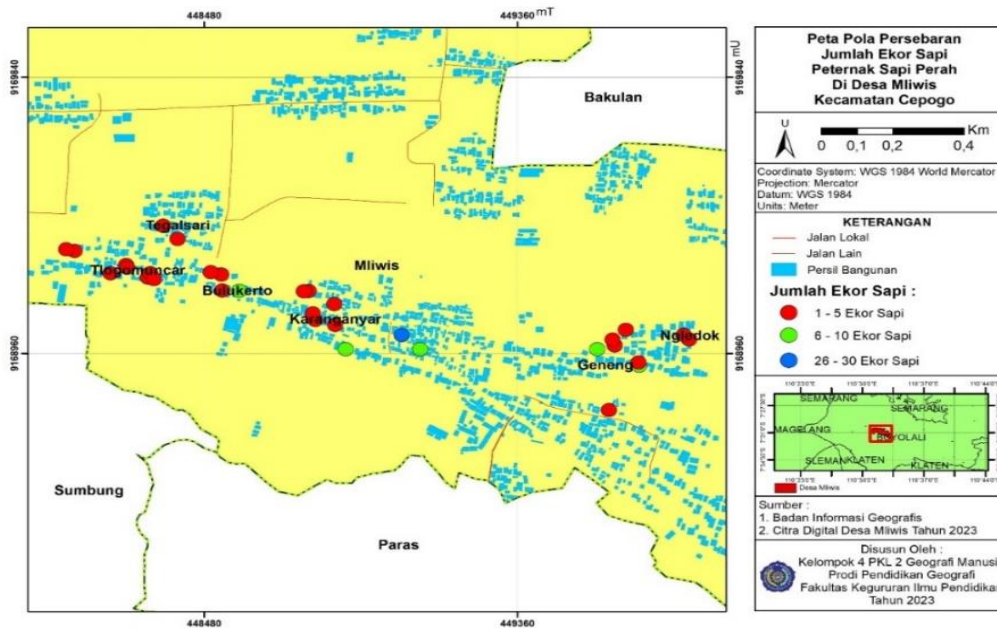 448480
449360
mT
mU
9169840
9169840
9168960
9168960
448480
449360
Bakulan
Tegalsari
Tlogomuncar
Bulukerto
Mliwis
Karanganyar
Geneng
Ngledok
Sumbung
Paras
Peta Pola Persebaran
Jumlah Ekor Sapi
Peternak Sapi Perah
Di Desa Mliwis
Kecamatan Cepogo
U
Km
0 0,1 0,2 0,4
Coordinate System: WGS 1984 World Mercator
Projection: Mercator
Datum: WGS 1984
Units: Meter
KETERANGAN
Jalan Lokal
Jalan Lain
Persil Bangunan
Jumlah Ekor Sapi :
1 - 5 Ekor Sapi
6 - 10 Ekor Sapi
26 - 30 Ekor Sapi
SEMARANG
SEMARANG
MAGELANG
BOYOLALI
SLEMAN
KLATEN
KLATEN
Desa Mliwis
Sumber :
1. Badan Informasi Geografis
2. Citra Digital Desa Mliwis Tahun 2023
Disusun Oleh :
Kelompok 4 PKL 2 Geografi Manusi
Prodi Pendidikan Geografi
Fakultas Kegururan Ilmu Pendidikan
Tahun 2023